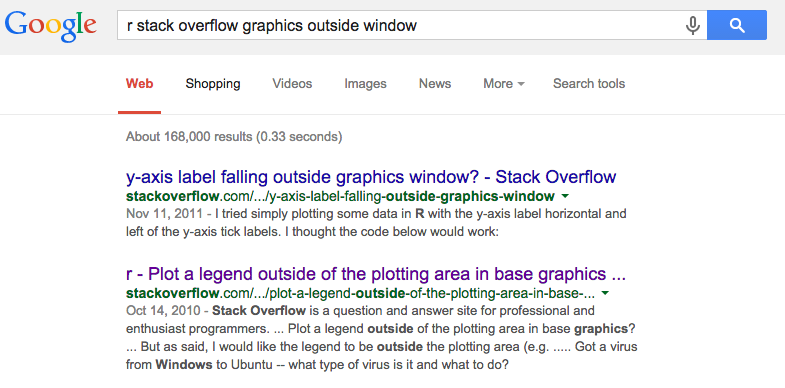 Google r stack overflow graphics outside window
Web Shopping Videos Images News More Search tools
About 168,000 results (0.33 seconds)
y-axis label falling outside graphics window? - Stack Overflow
stackoverflow.com/.../y-axis-label-falling-outside-graphics-window
Nov 11, 2011 - I tried simply plotting some data in R with the y-axis label horizontal and
left of the y-axis tick labels. I thought the code below would work:
r - Plot a legend outside of the plotting area in base graphics ...
stackoverflow.com/.../plot-a-legend-outside-of-the-plotting-area-in-base-...
Oct 14, 2010 - Stack Overflow is a question and answer site for professional and
enthusiast programmers. ... Plot a legend outside of the plotting area in base graphics?
... But as said, I would like the legend to be outside the plotting area (e.g. ..... Got a virus
from Windows to Ubuntu -- what type of virus is it and what to do?